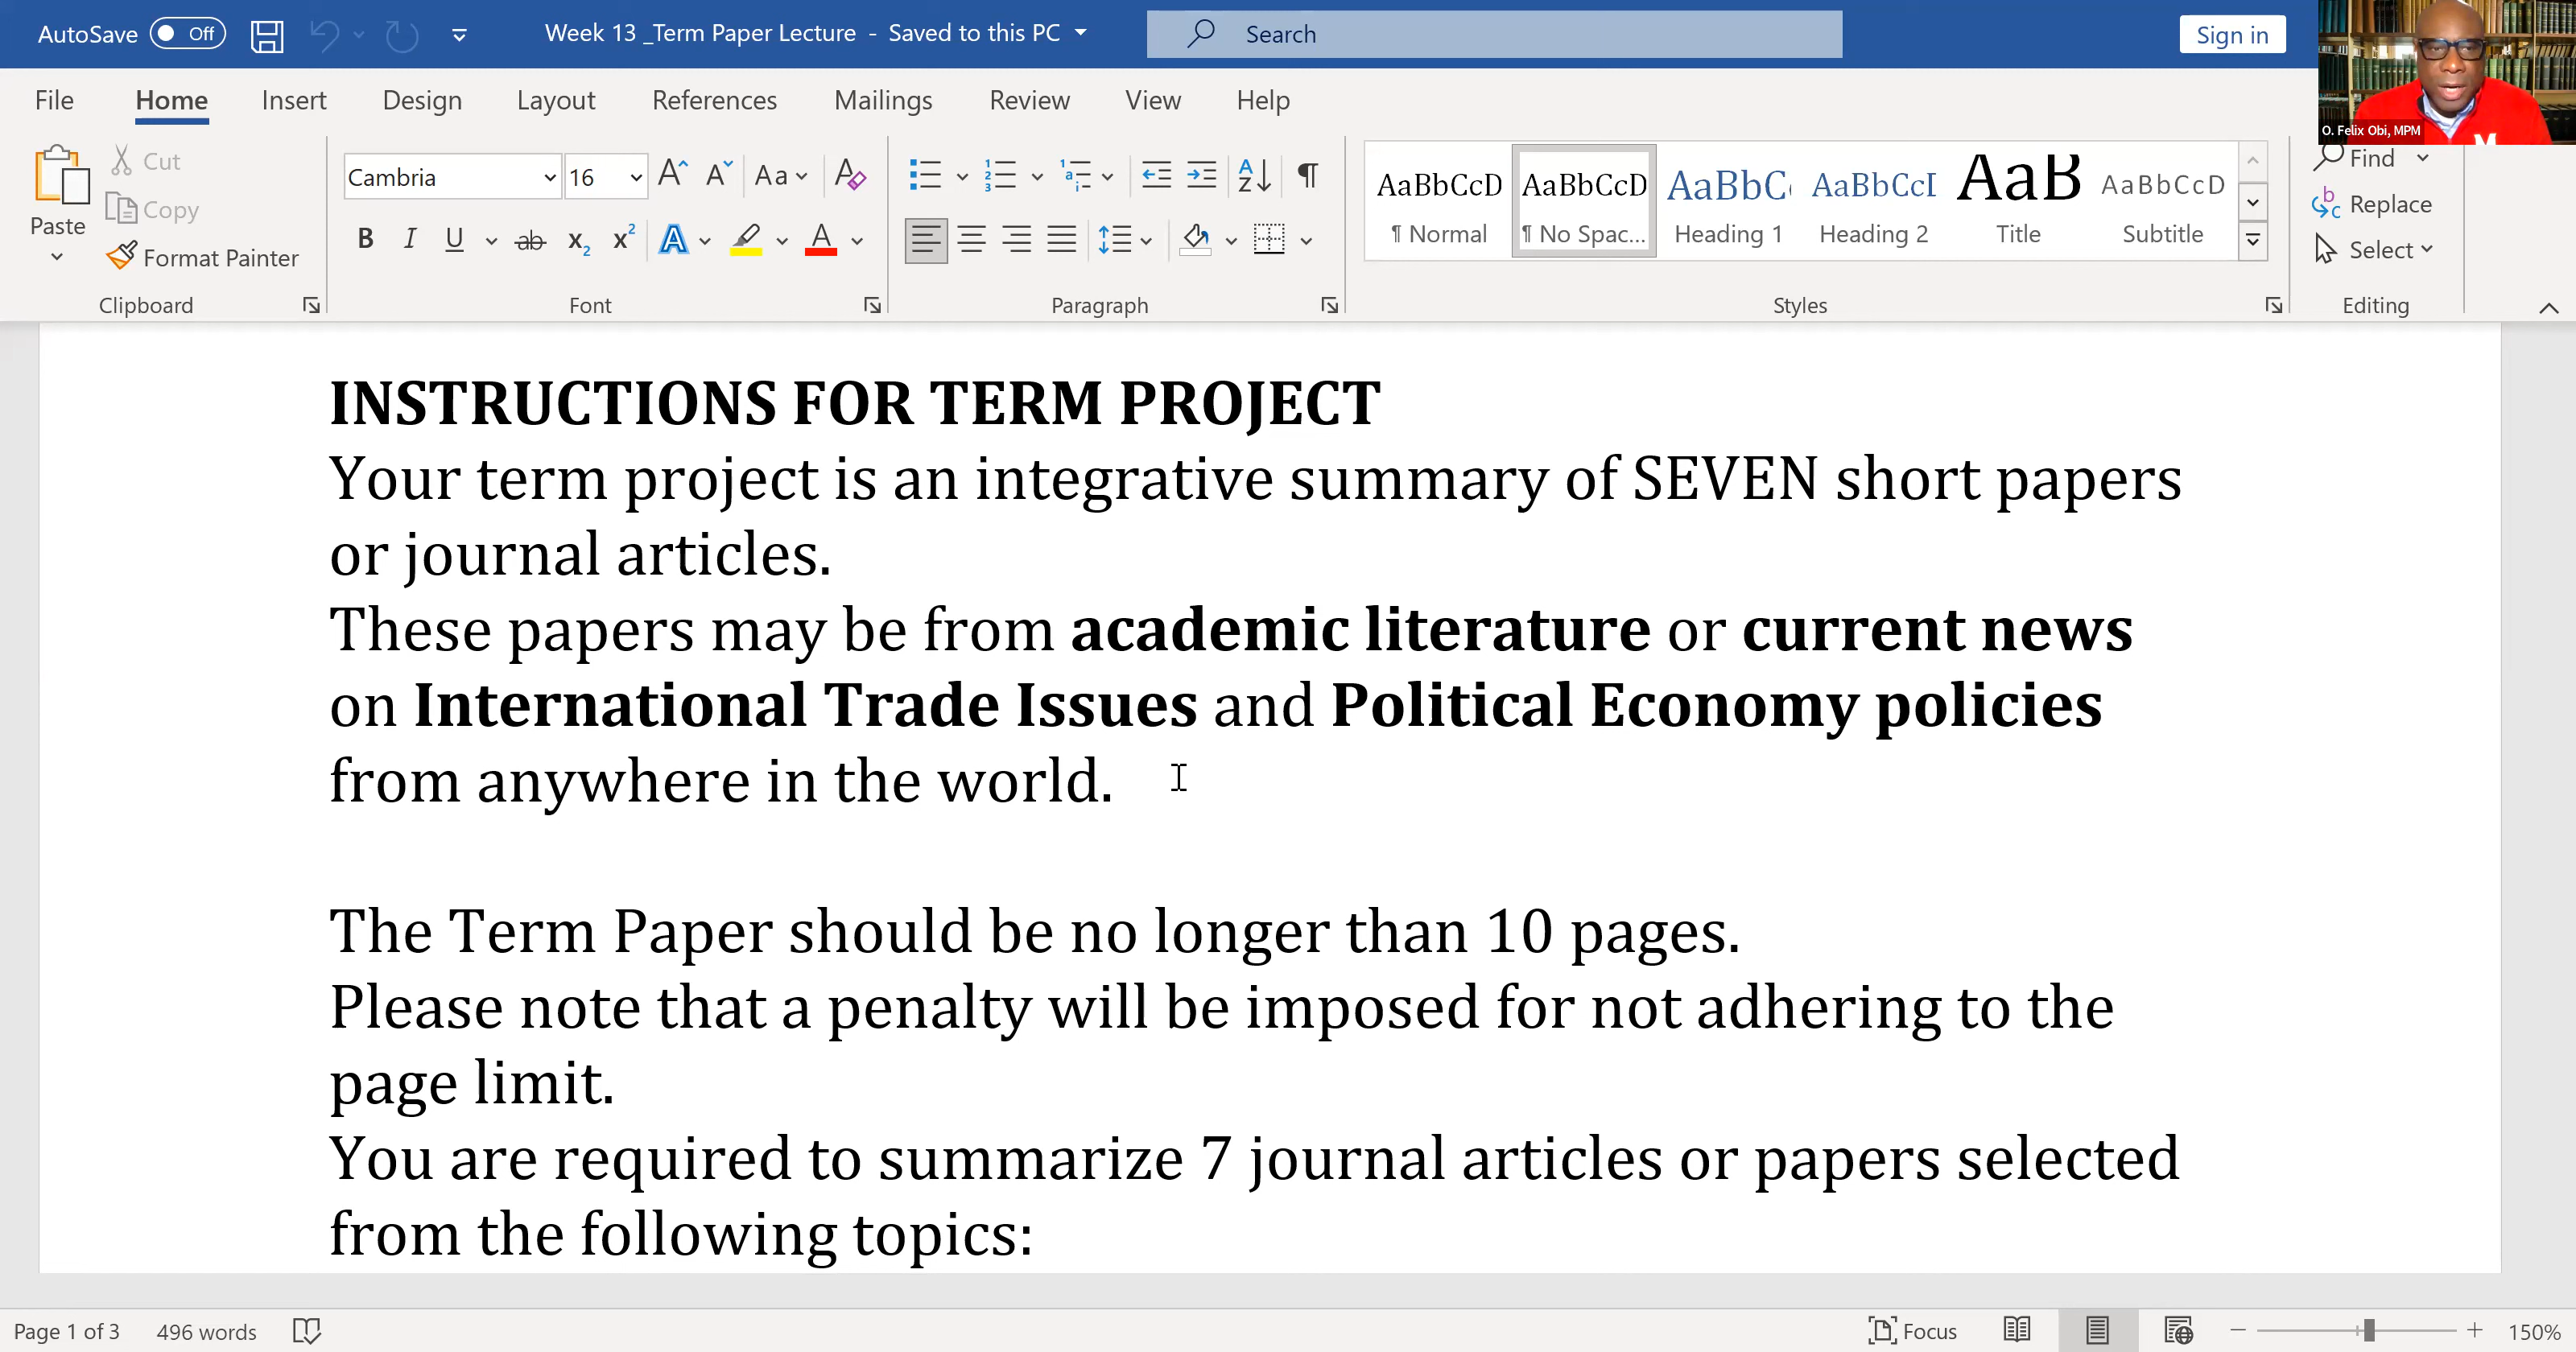 AutoSave Off Week 13 _Term Paper Lecture - Saved to this PC Search Sign in
File Home Insert Design Layout References Mailings Review View Help
O. Felix Obi, MPM
Paste
Cut
Copy
Format Painter
Clipboard
Cambria 16
Font
Paragraph
AaBbCcD AaBbCcD AaBbC AaBbCcI AaB AaBbCcD
¶ Normal ¶ No Spac... Heading 1 Heading 2 Title Subtitle
Styles
Find
Replace
Select
Editing
INSTRUCTIONS FOR TERM PROJECT
Your term project is an integrative summary of SEVEN short papers
or journal articles.
These papers may be from academic literature or current news
on International Trade Issues and Political Economy policies
from anywhere in the world.
The Term Paper should be no longer than 10 pages.
Please note that a penalty will be imposed for not adhering to the
page limit.
You are required to summarize 7 journal articles or papers selected
from the following topics:
Page 1 of 3 496 words Focus 150%